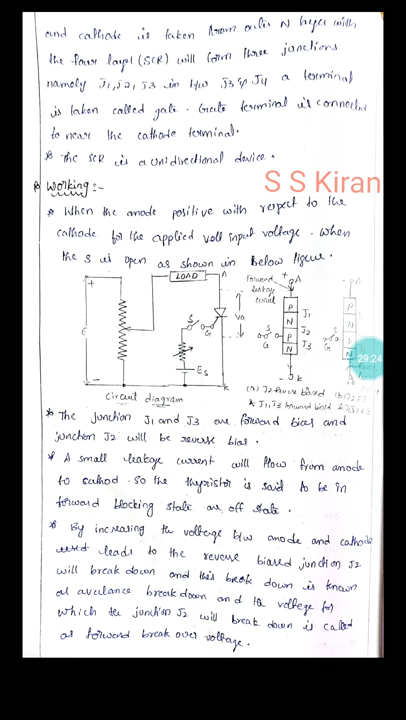 and cathode is taken from outer N layer with
the four layer (SCR) will form three junctions
namely J1, J2, J3 in b/w J3 & J4 a terminal
is taken called gate. Gate terminal is connected
to near the cathode terminal.
* The SCR is a unidirectional device.
S S Kiran
* Working:-
* When the anode positive with respect to the
cathode for the applied volt input voltage. When
the S is open as shown in below figure.
LOAD
A
+
E
-
S
G
Va
Es
K
Circuit diagram
Forward
+ A
P
N
P
N
J1
J2
J3
S
G
- K
(a) J2 reverse biased
& J1, J3 forward biased
- A
P
N
P
N
S
G
29:24
* The junction J1 and J3 are forward bias and
junction J2 will be reverse bias.
* A small leakage current will flow from anode
to cathod. So the thyristor is said to be in
forward blocking state or off state.
* By increasing the voltage b/w anode and cathode
leads to the reverse biased junction J2
will break down and this break down is known
as avalance break down and the voltage for
which the junction J2 will break down is called
as forward break over voltage.